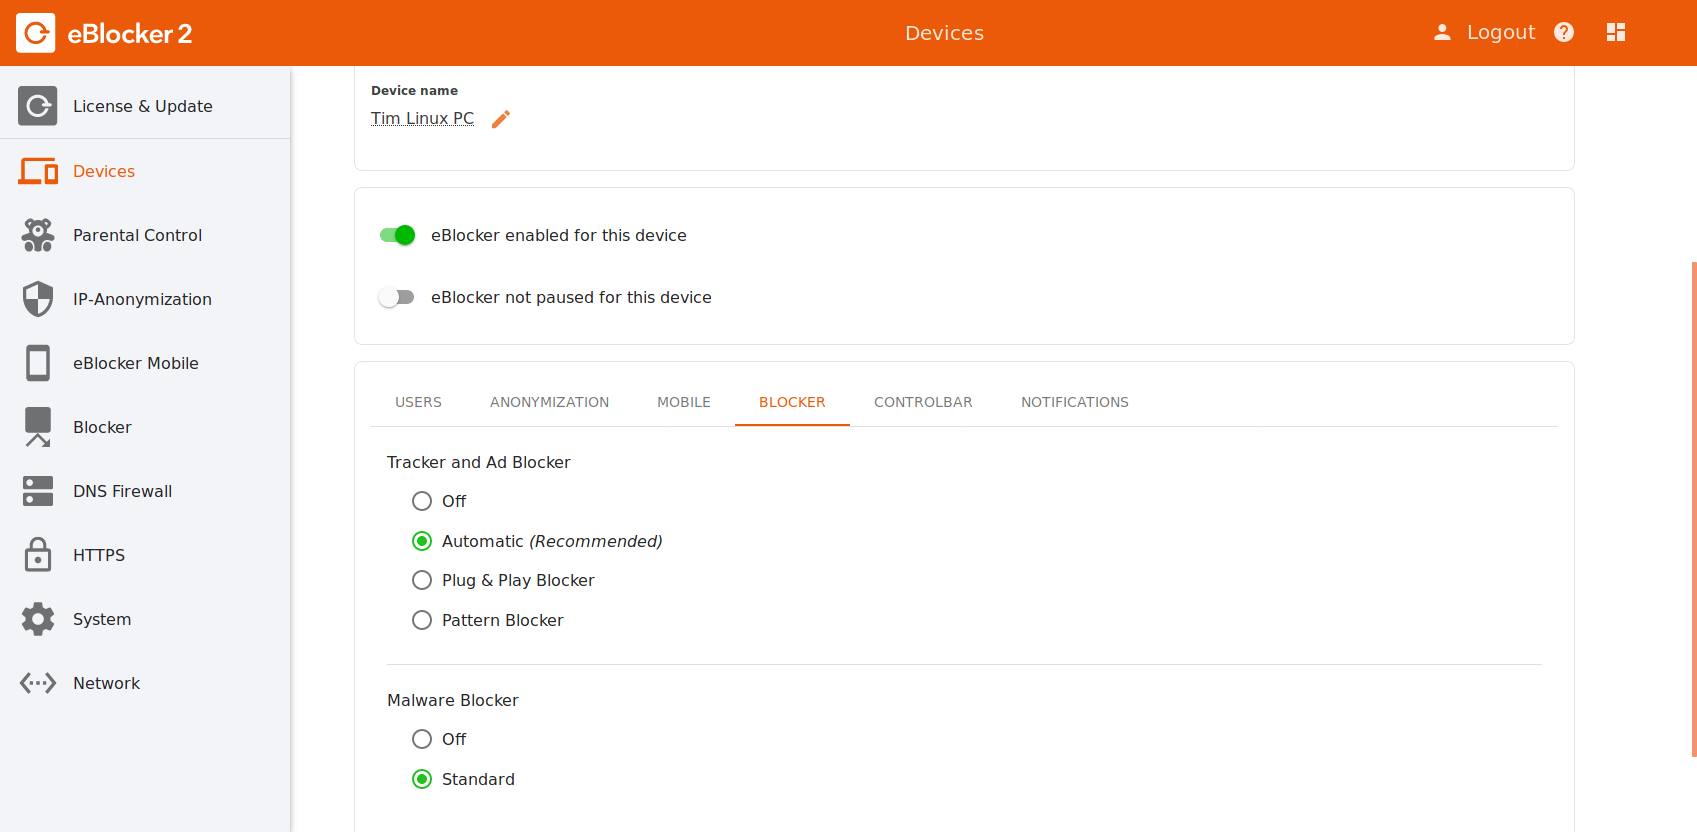 eBlocker 2
Devices
Logout
License & Update
Devices
Parental Control
IP-Anonymization
eBlocker Mobile
Blocker
DNS Firewall
HTTPS
System
Network
Device name
Tim Linux PC
eBlocker enabled for this device
eBlocker not paused for this device
USERS ANONYMIZATION MOBILE BLOCKER CONTROLBAR NOTIFICATIONS
Tracker and Ad Blocker
Off
Automatic (Recommended)
Plug & Play Blocker
Pattern Blocker
Malware Blocker
Off
Standard